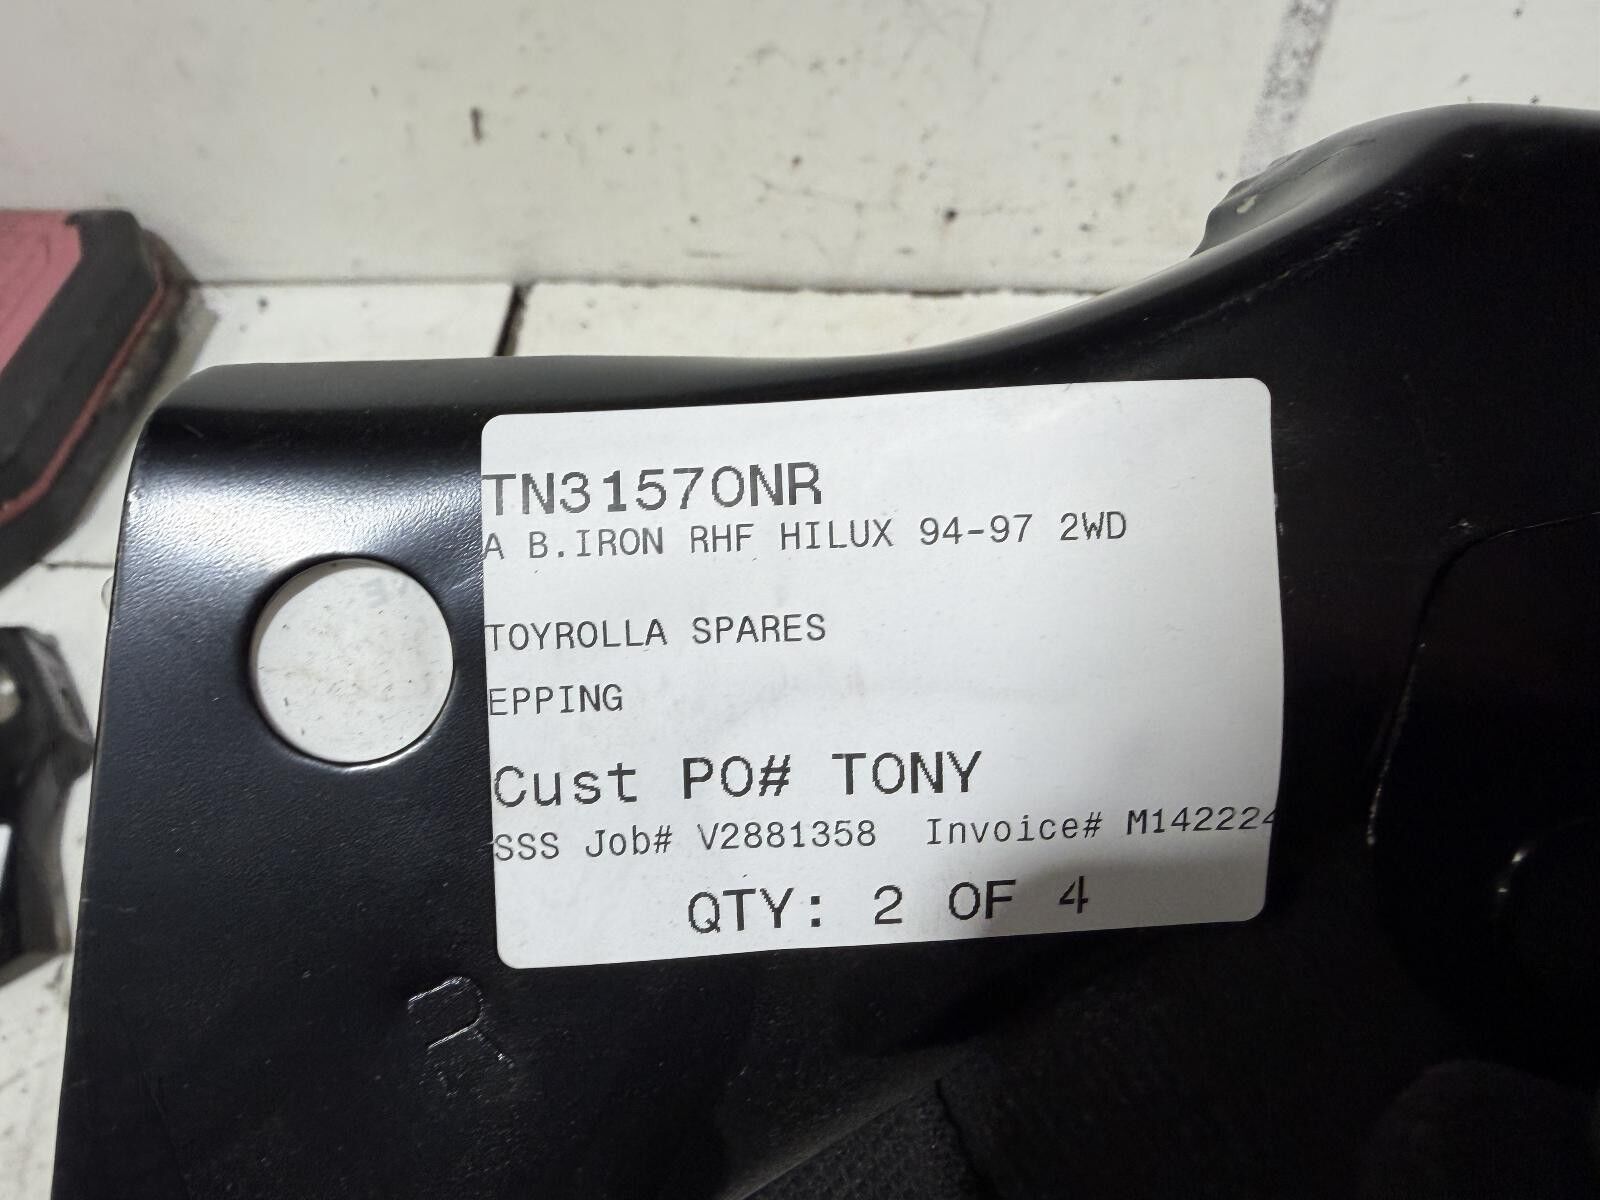 TN31570NR
A B.IRON RHF HILUX 94-97 2WD
TOYROLLA SPARES
EPPING
Cust PO# TONY
SSS Job# V2881358 Invoice# M142224
QTY: 2 OF 4
R